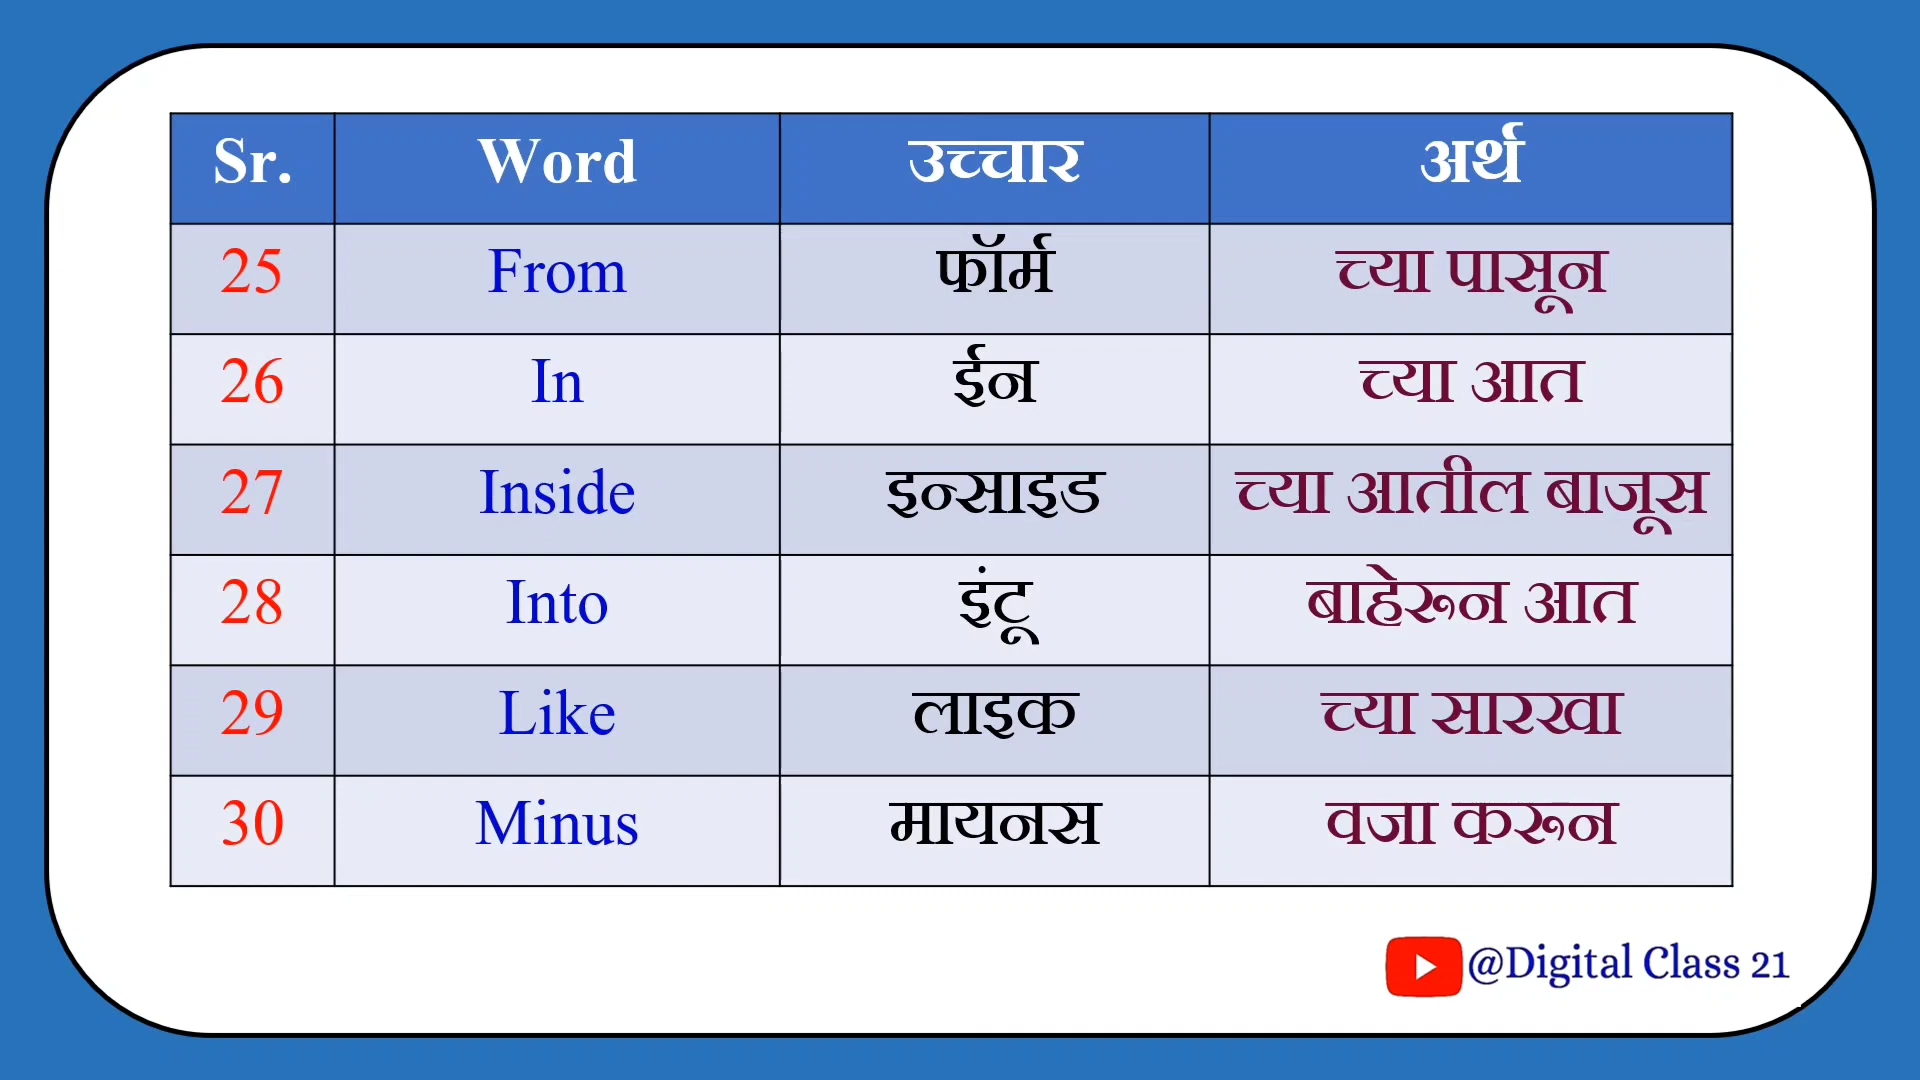 Sr. Word उच्चार अर्थ
25 From फॉर्म च्या पासून
26 In ईन च्या आत
27 Inside इन्साइड च्या आतील बाजूस
28 Into इंटू बाहेरून आत
29 Like लाइक च्या सारखा
30 Minus मायनस वजा करून
@Digital Class 21